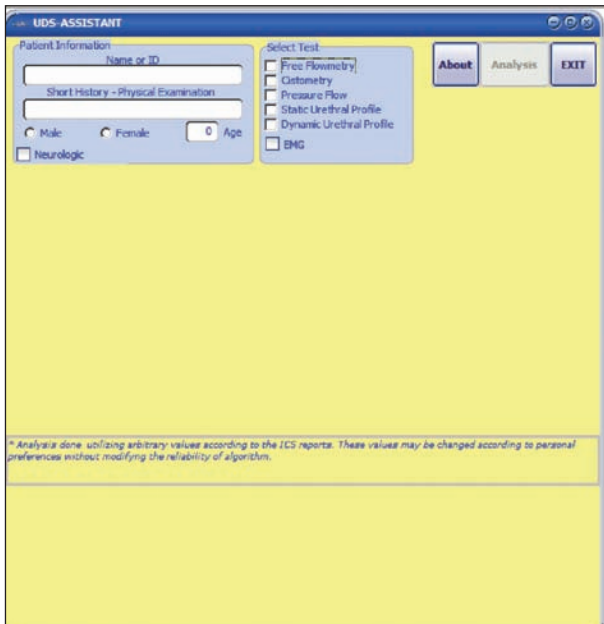 UDS-ASSISTANT
Patient Information
Name or ID
Short History - Physical Examination
Male Female 0 Age
Neurologic
Select Test
Free Flowmetry
Cistometry
Pressure Flow
Static Urethral Profile
Dynamic Urethral Profile
EMG
About Analysis EXIT
* Analysis done utilizing arbitrary values according to the ICS reports. These values may be changed according to personal
preferences without modifyng the reliability of algorithm.